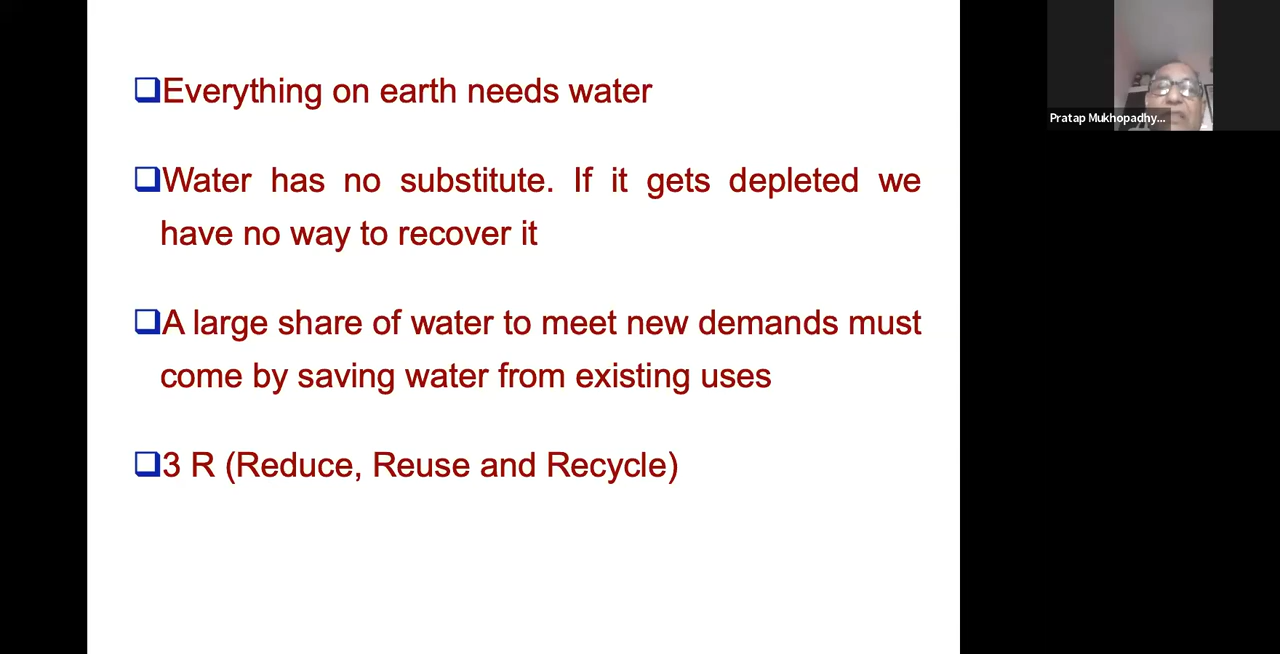 ❑Everything on earth needs water
❑Water has no substitute. If it gets depleted we
have no way to recover it
❑A large share of water to meet new demands must
come by saving water from existing uses
❑3 R (Reduce, Reuse and Recycle)
Pratap Mukhopadhy...